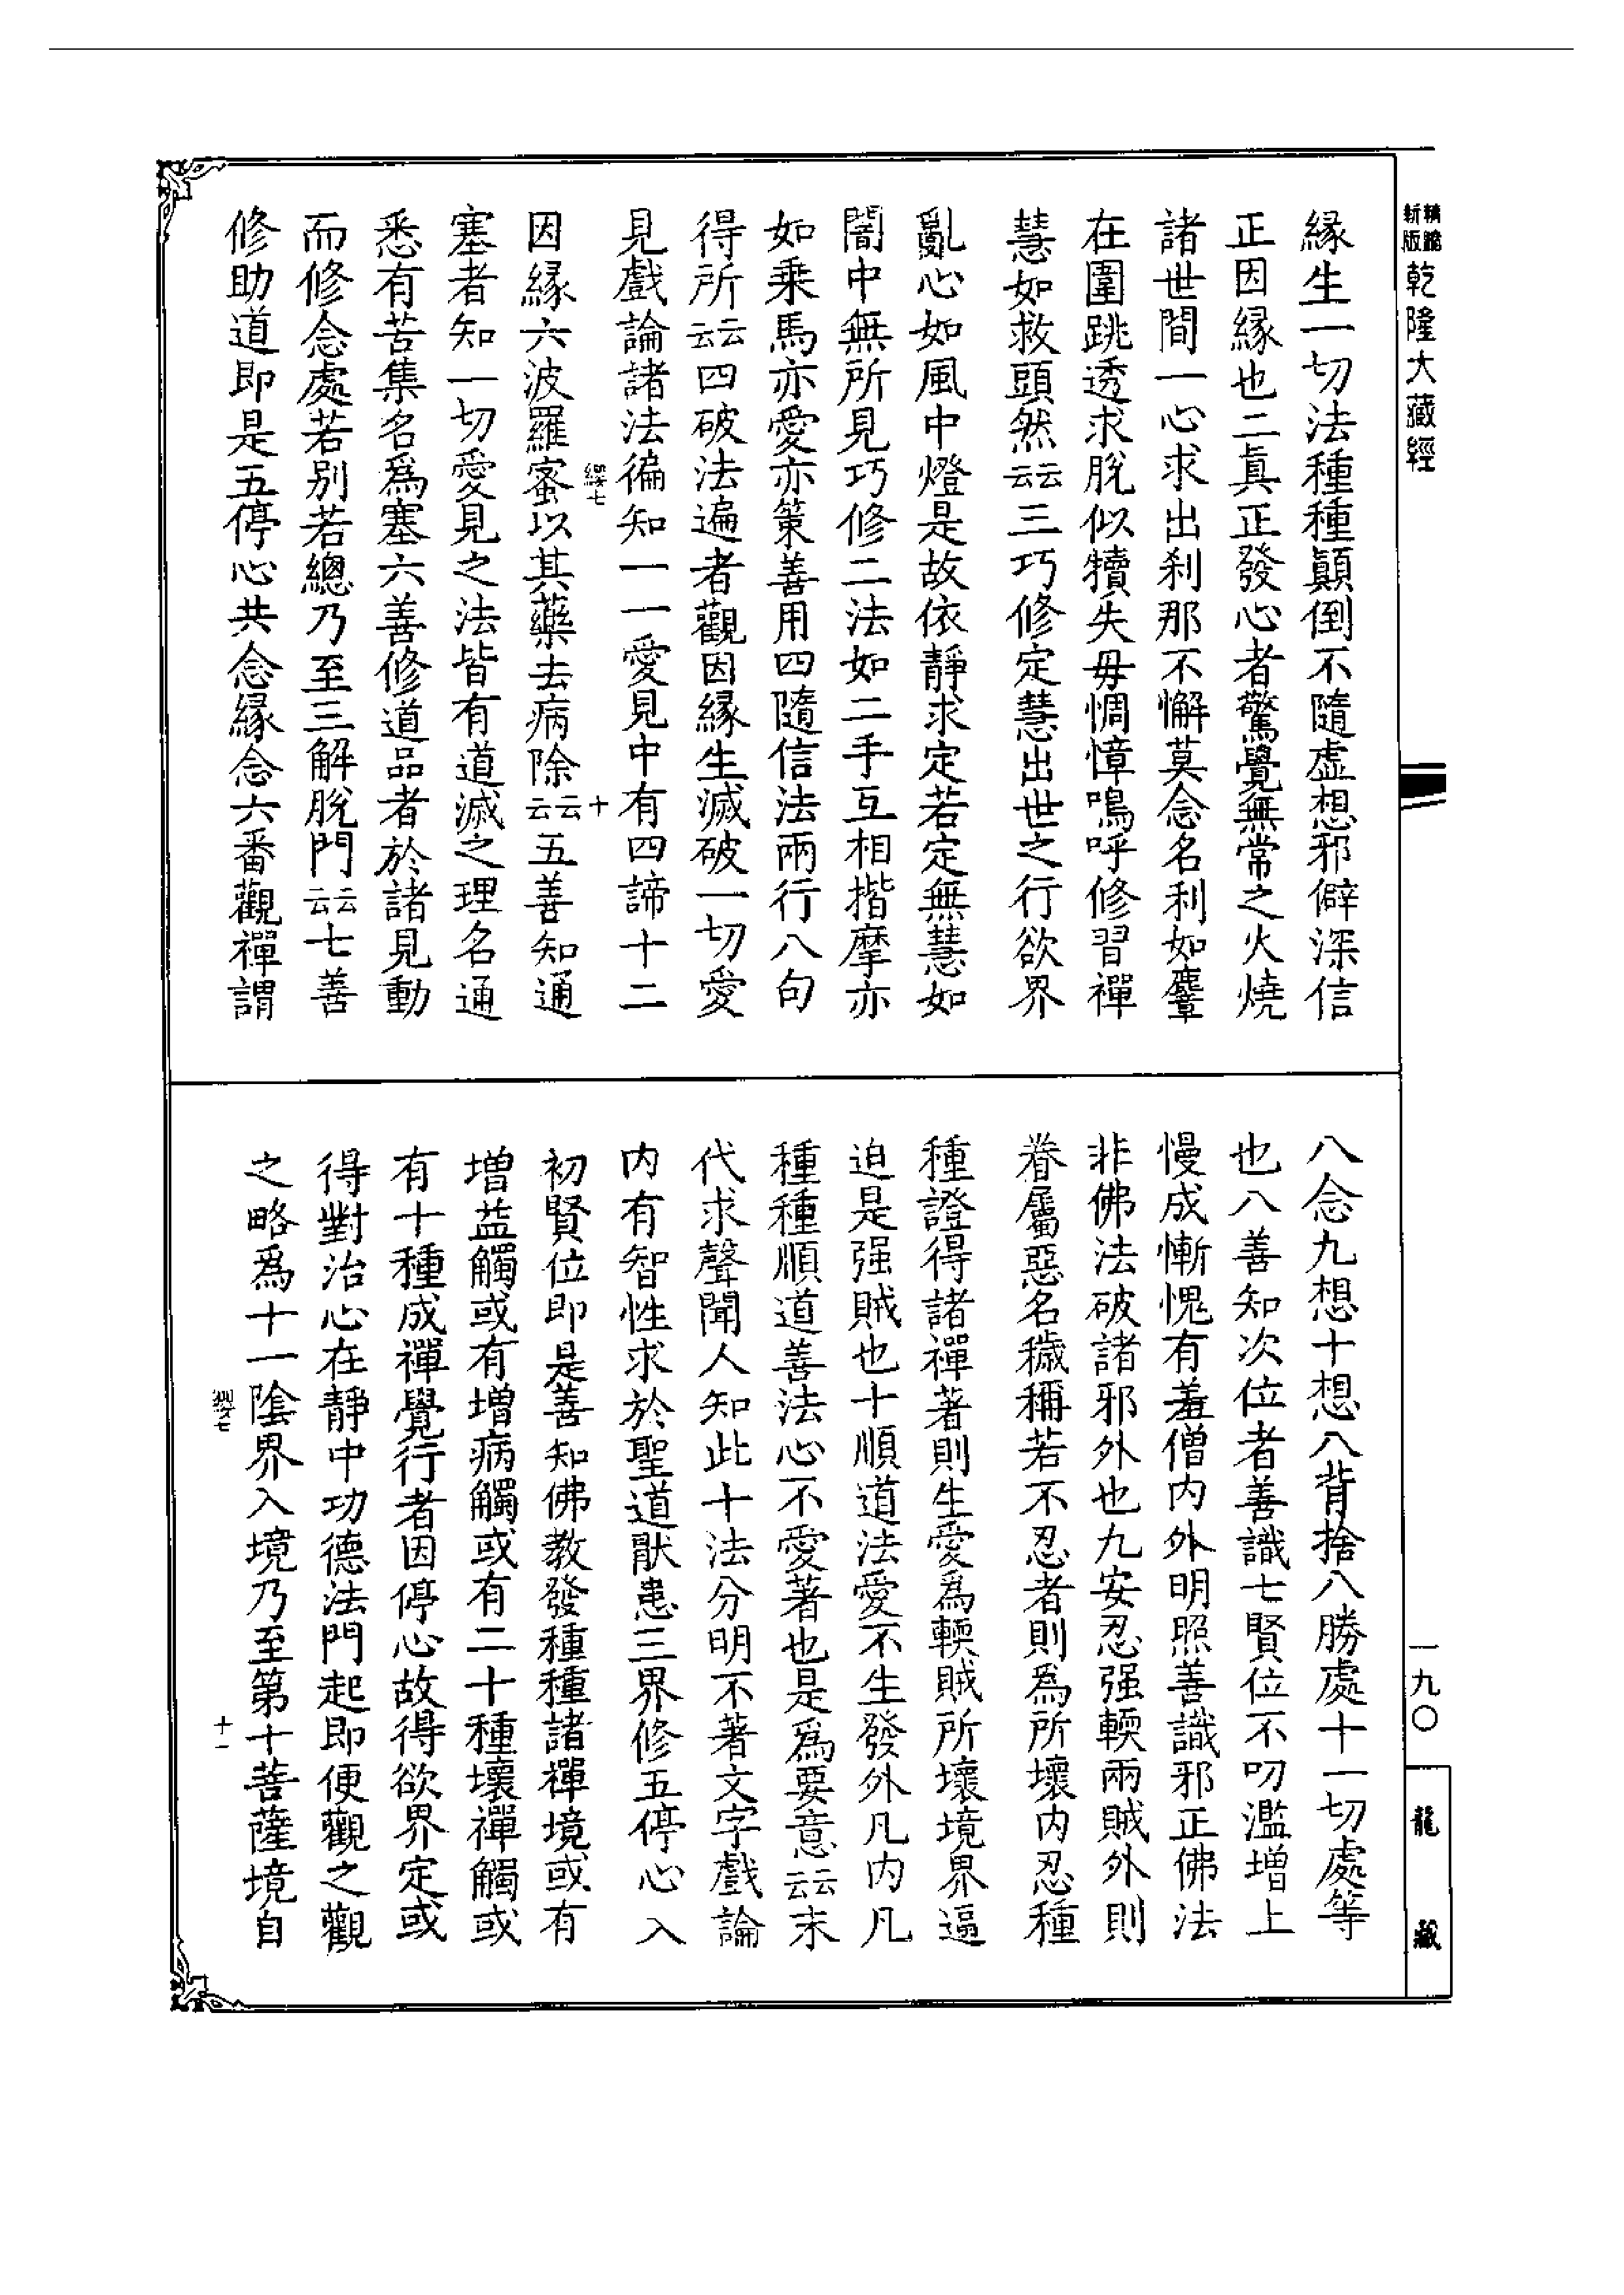 精龍新版乾隆大藏經
緣生一切法種種顛倒不隨虛想邪僻深信
正因緣也二眞正發心者驚覺無常之火燒
諸世間一心求出剎那不懈莫念名利如麞
在圍跳透求脫似犢失毋惆慞鳴呼修習禪
慧如救頭然云云三巧修定慧出世之行欲界
亂心如風中燈是故依靜求定若定無慧如
闇中無所見巧修二法如二手互相揩摩亦
如乘馬亦愛亦策善用四隨信法兩行八句
得所云云四破法遍者觀因緣生滅破一切愛
見戲論諸法徧知一一愛見中有四諦十二
因緣六波羅蜜以其藥去病除云云五善知通
塞者知一切愛見之法皆有道滅之理名通
悉有苦集名爲塞六善修道品者於諸見動
而修念處若別若總乃至三解脫門云云七善
修助道即是五停心共念緣念六番觀禪謂
八念九想十想八背捨八勝處十一切處等
也八善知次位者善識七賢位不叨濫增上
慢成慚愧有羞僧內外明照善識邪正佛法
非佛法破諸邪外也九安忍强輭兩賊外則
眷屬惡名穢稱若不忍者則爲所壞內忍種
種證得諸禪著則生愛爲輭賊所壞境界逼
迫是强賊也十順道法愛不生發外凡內凡
種種順道善法心不愛著也是爲要意云云末
代求聲聞人知此十法分明不著文字戲論
內有智性求於聖道猒患三界修五停心入
初賢位即是善知佛教發種種諸禪境或有
增益觸或有增病觸或有二十種壞禪觸或
有十種成禪覺行者因停心故得欲界定或
得對治心在靜中功德法門起即便觀之觀
之略爲十一陰界入境乃至第十菩薩境自
一九〇
龍藏